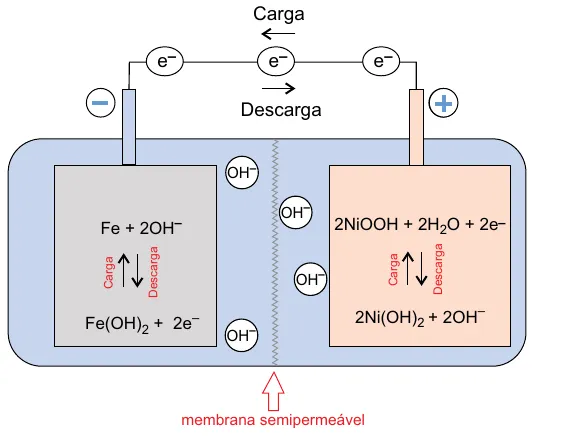 Carga
e– e– e–
Descarga
– +
OH–
OH–
Fe + 2OH–
2NiOOH + 2H2O + 2e–
Carga Descarga
OH–
Carga Descarga
Fe(OH)2 + 2e–
2Ni(OH)2 + 2OH–
OH–
membrana semipermeável